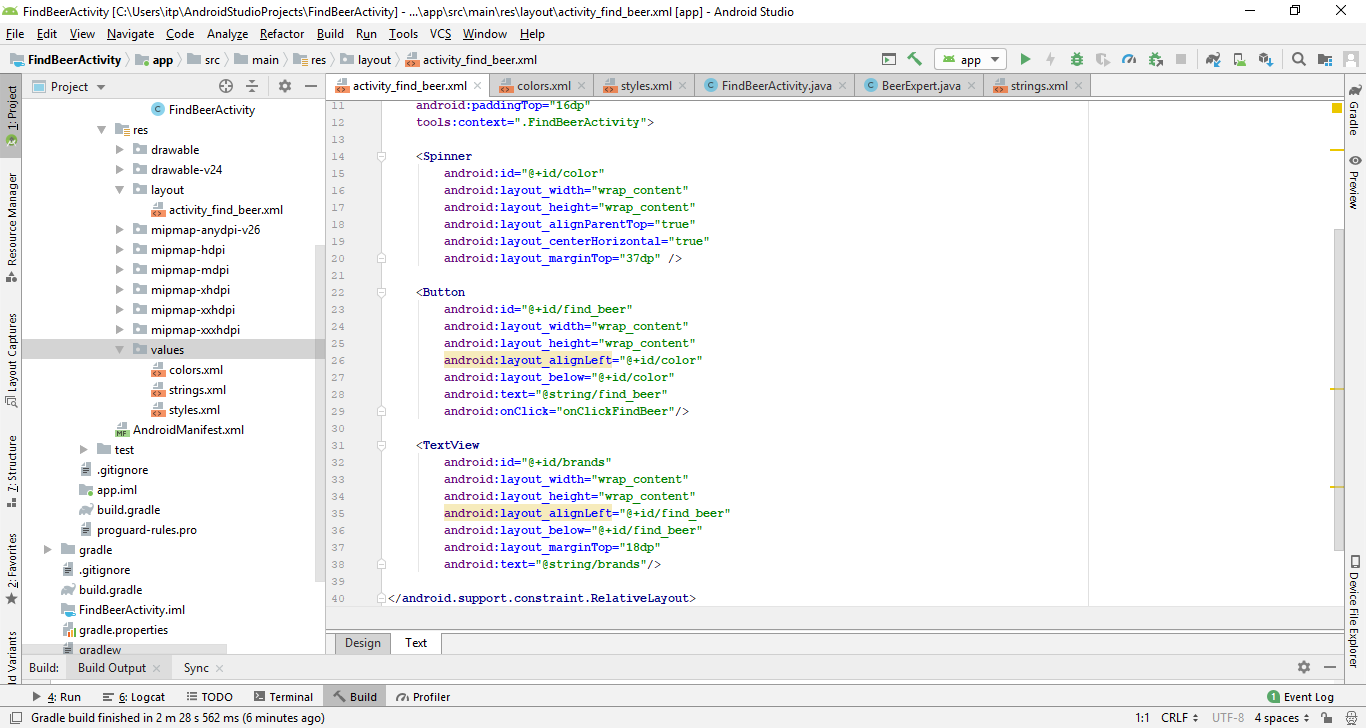 FindBeerActivity [C:\Users\itp\AndroidStudioProjects\FindBeerActivity] - ...\app\src\main\res\layout\activity_find_beer.xml [app] - Android Studio
File Edit View Navigate Code Analyze Refactor Build Run Tools VCS Window Help
FindBeerActivity app src main res layout activity_find_beer.xml app
Project
activity_find_beer.xml colors.xml styles.xml FindBeerActivity.java BeerExpert.java strings.xml
1: Project
Resource Manager
Layout Captures
7: Structure
2: Favorites
ld Variants
FindBeerActivity
res
drawable
drawable-v24
layout
activity_find_beer.xml
mipmap-anydpi-v26
mipmap-hdpi
mipmap-mdpi
mipmap-xhdpi
mipmap-xxhdpi
mipmap-xxxhdpi
values
colors.xml
strings.xml
styles.xml
MF AndroidManifest.xml
test
.gitignore
app.iml
build.gradle
proguard-rules.pro
gradle
.gitignore
build.gradle
FindBeerActivity.iml
gradle.properties
gradlew
11 android:paddingTop="16dp"
12 tools:context=".FindBeerActivity">
13
14 <Spinner
15 android:id="@+id/color"
16 android:layout_width="wrap_content"
17 android:layout_height="wrap_content"
18 android:layout_alignParentTop="true"
19 android:layout_centerHorizontal="true"
20 android:layout_marginTop="37dp" />
21
22 <Button
23 android:id="@+id/find_beer"
24 android:layout_width="wrap_content"
25 android:layout_height="wrap_content"
26 android:layout_alignLeft="@+id/color"
27 android:layout_below="@+id/color"
28 android:text="@string/find_beer"
29 android:onClick="onClickFindBeer"/>
30
31 <TextView
32 android:id="@+id/brands"
33 android:layout_width="wrap_content"
34 android:layout_height="wrap_content"
35 android:layout_alignLeft="@+id/find_beer"
36 android:layout_below="@+id/find_beer"
37 android:layout_marginTop="18dp"
38 android:text="@string/brands"/>
39
40 </android.support.constraint.RelativeLayout>
Gradle
Preview
Device File Explorer
Design Text
Build: Build Output Sync
4: Run 6: Logcat TODO Terminal Build Profiler 1 Event Log
Gradle build finished in 2 m 28 s 562 ms (6 minutes ago) 1:1 CRLF UTF-8 4 spaces